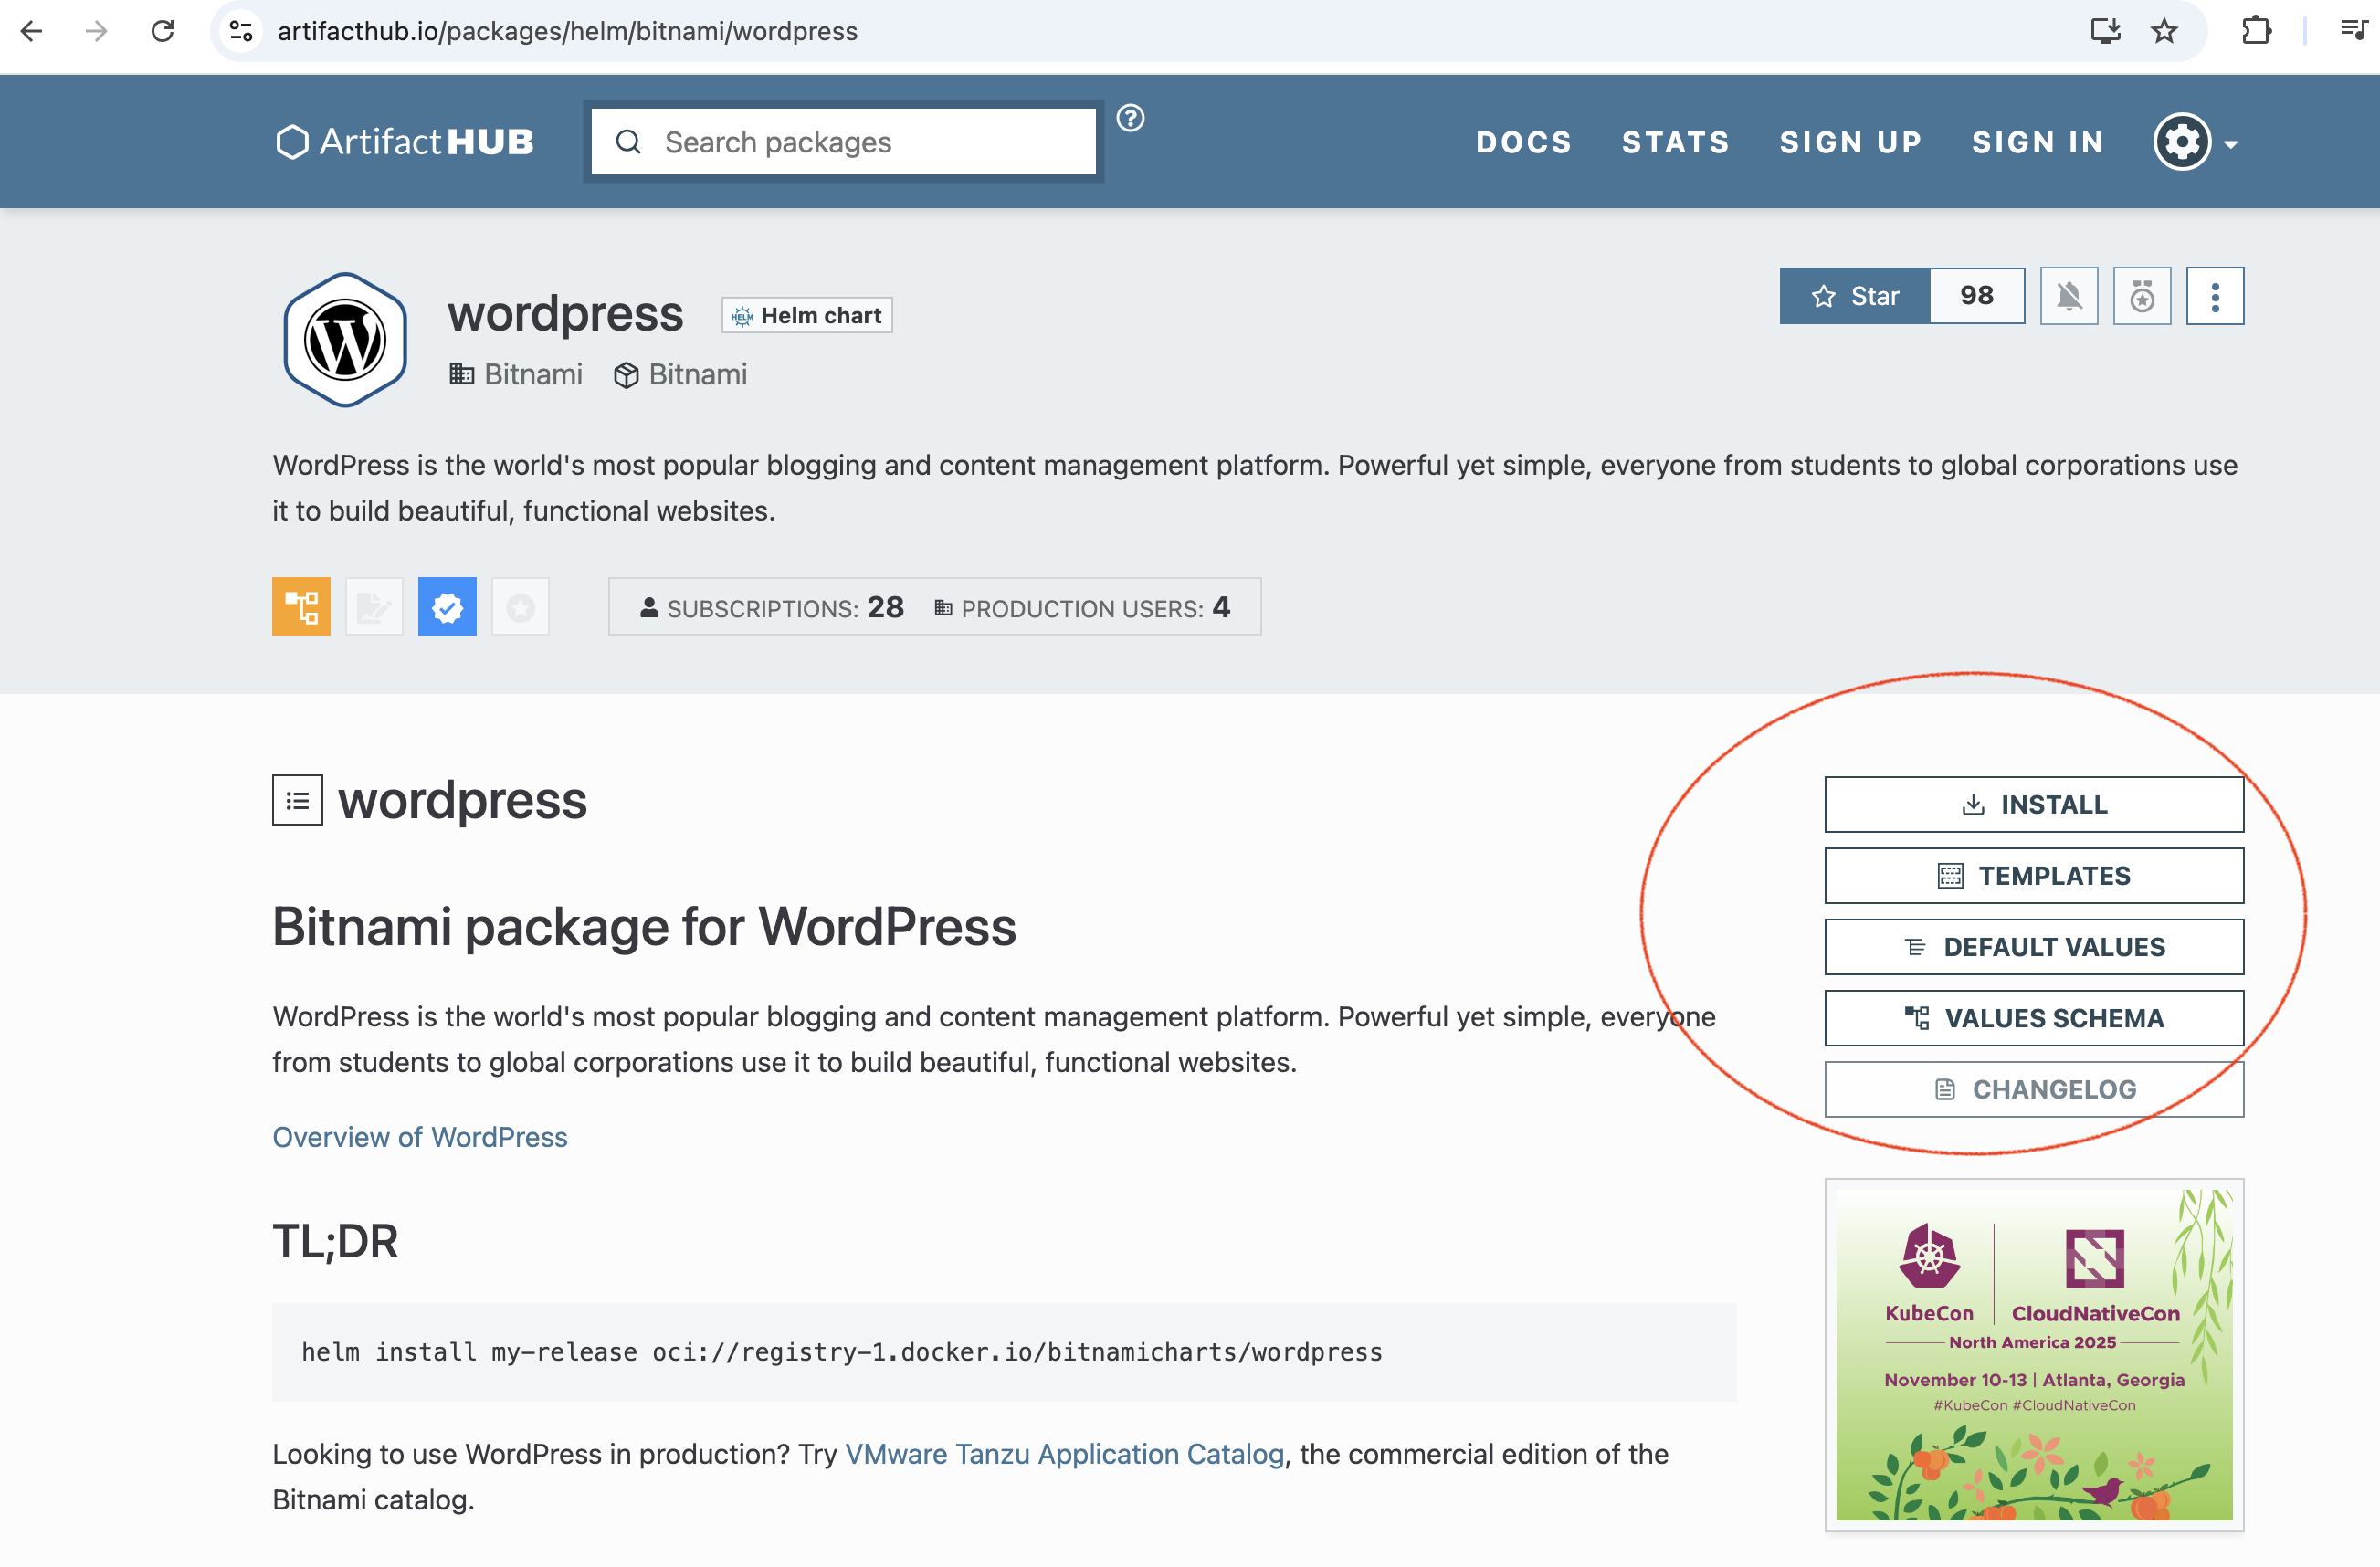 artifacthub.io/packages/helm/bitnami/wordpress
Artifact HUB
Search packages
DOCS STATS SIGN UP SIGN IN
wordpress
HELM Helm chart
Star 98
Bitnami Bitnami
WordPress is the world's most popular blogging and content management platform. Powerful yet simple, everyone from students to global corporations use
it to build beautiful, functional websites.
SUBSCRIPTIONS: 28 PRODUCTION USERS: 4
wordpress
Bitnami package for WordPress
WordPress is the world's most popular blogging and content management platform. Powerful yet simple, everyone
from students to global corporations use it to build beautiful, functional websites.
Overview of WordPress
TL;DR
helm install my-release oci://registry-1.docker.io/bitnamicharts/wordpress
Looking to use WordPress in production? Try VMware Tanzu Application Catalog, the commercial edition of the
Bitnami catalog.
INSTALL
TEMPLATES
DEFAULT VALUES
VALUES SCHEMA
CHANGELOG
KubeCon CloudNativeCon
North America 2025
November 10-13 | Atlanta, Georgia
#KubeCon #CloudNativeCon